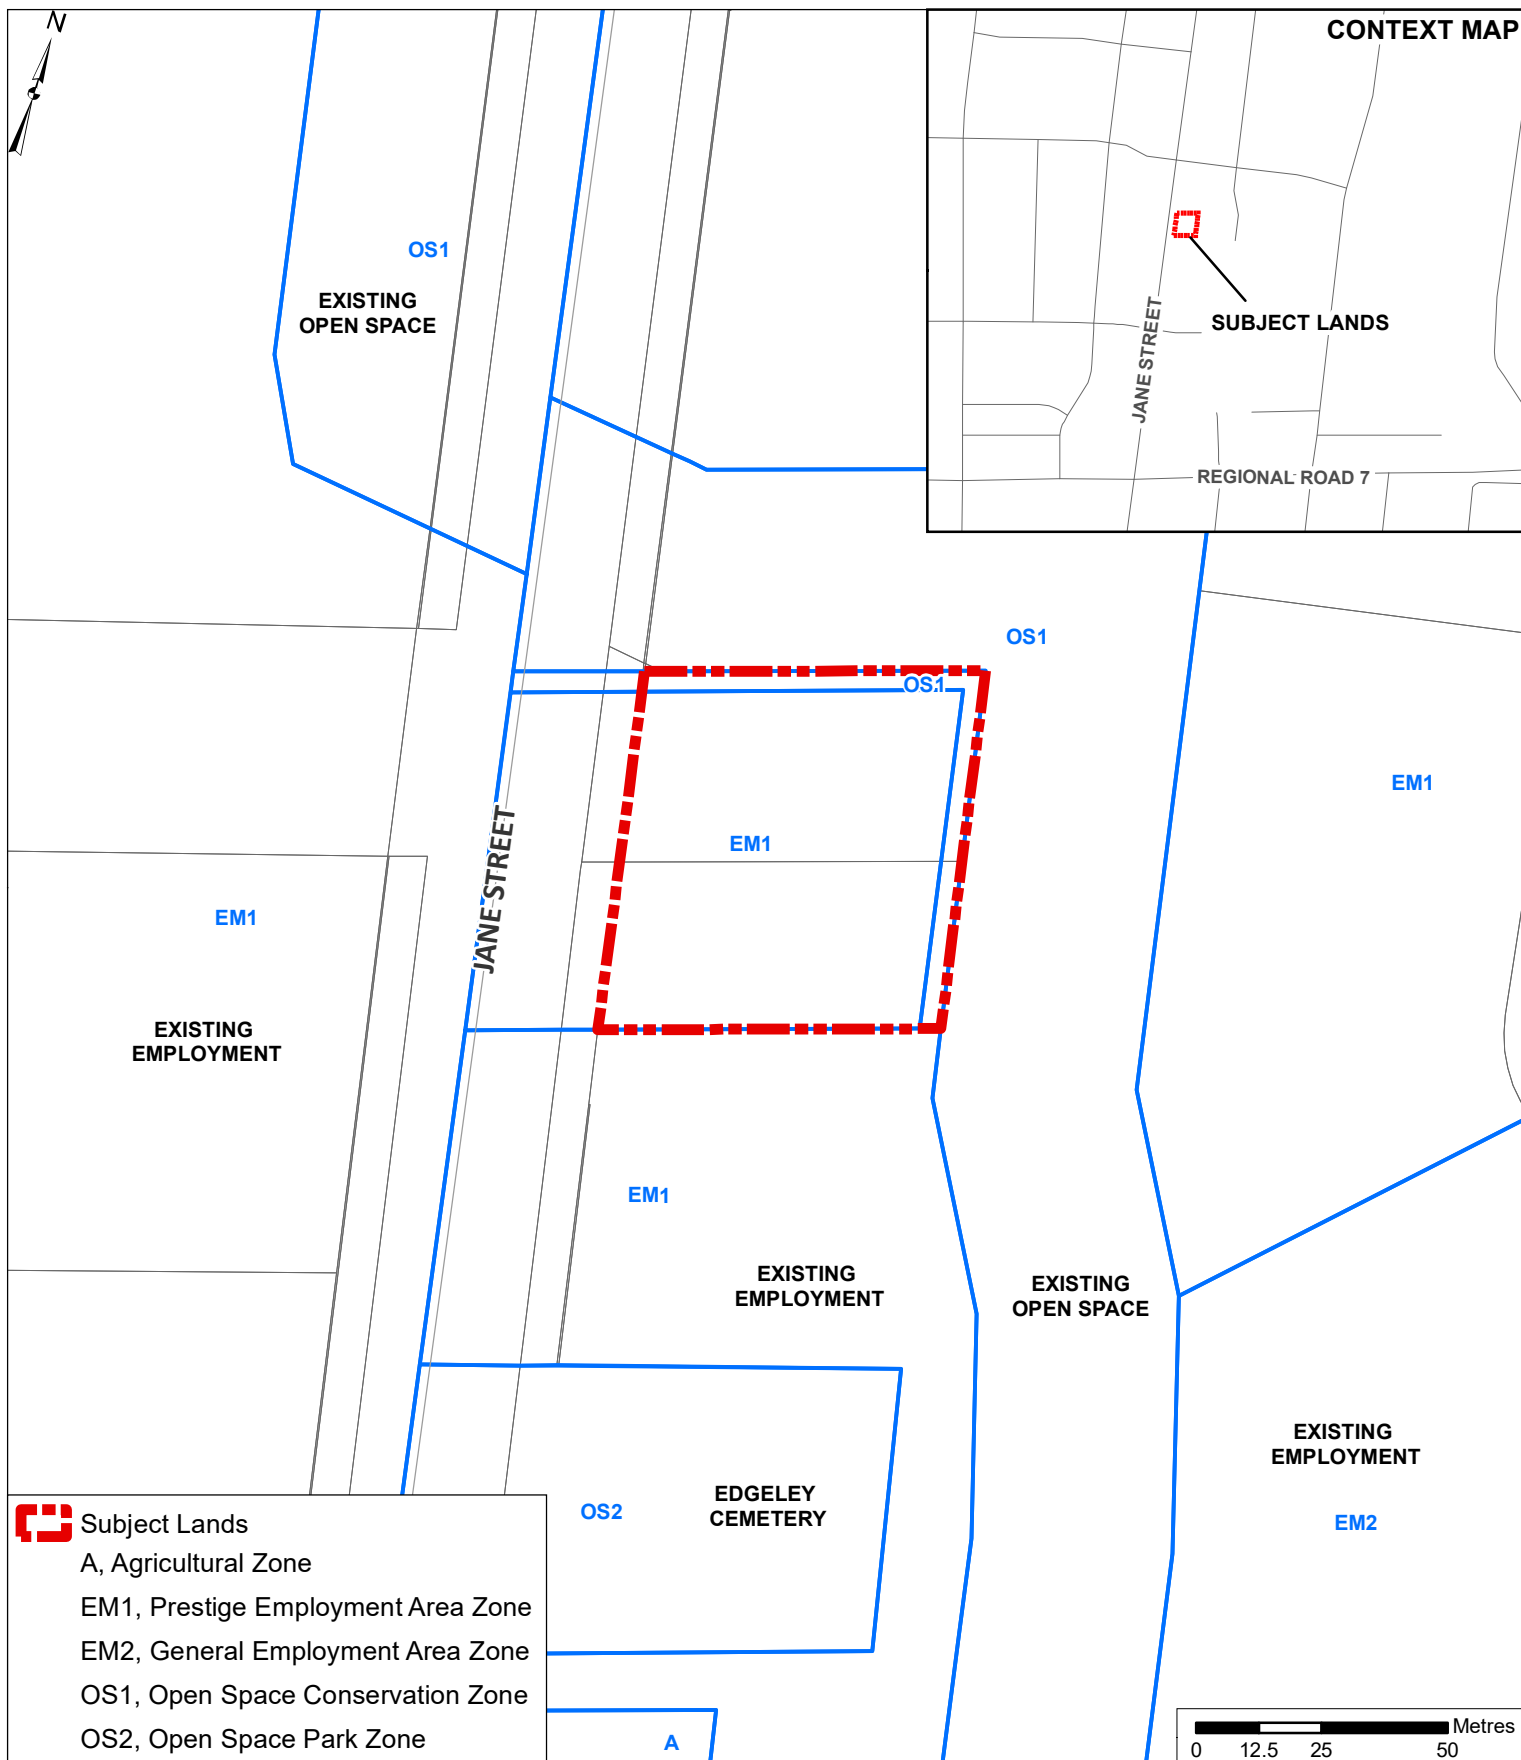 N
CONTEXT MAP
JANE STREET
SUBJECT LANDS
REGIONAL ROAD 7
OS1
EXISTING
OPEN SPACE
OS1
OS1
EM1
EM1
JANE STREET
EM1
EXISTING
EMPLOYMENT
EM1
EXISTING
EMPLOYMENT
EXISTING
OPEN SPACE
EXISTING
EMPLOYMENT
EM2
OS2
EDGELEY
CEMETERY
A
Subject Lands
A, Agricultural Zone
EM1, Prestige Employment Area Zone
EM2, General Employment Area Zone
OS1, Open Space Conservation Zone
OS2, Open Space Park Zone
Metres
0 12.5 25 50